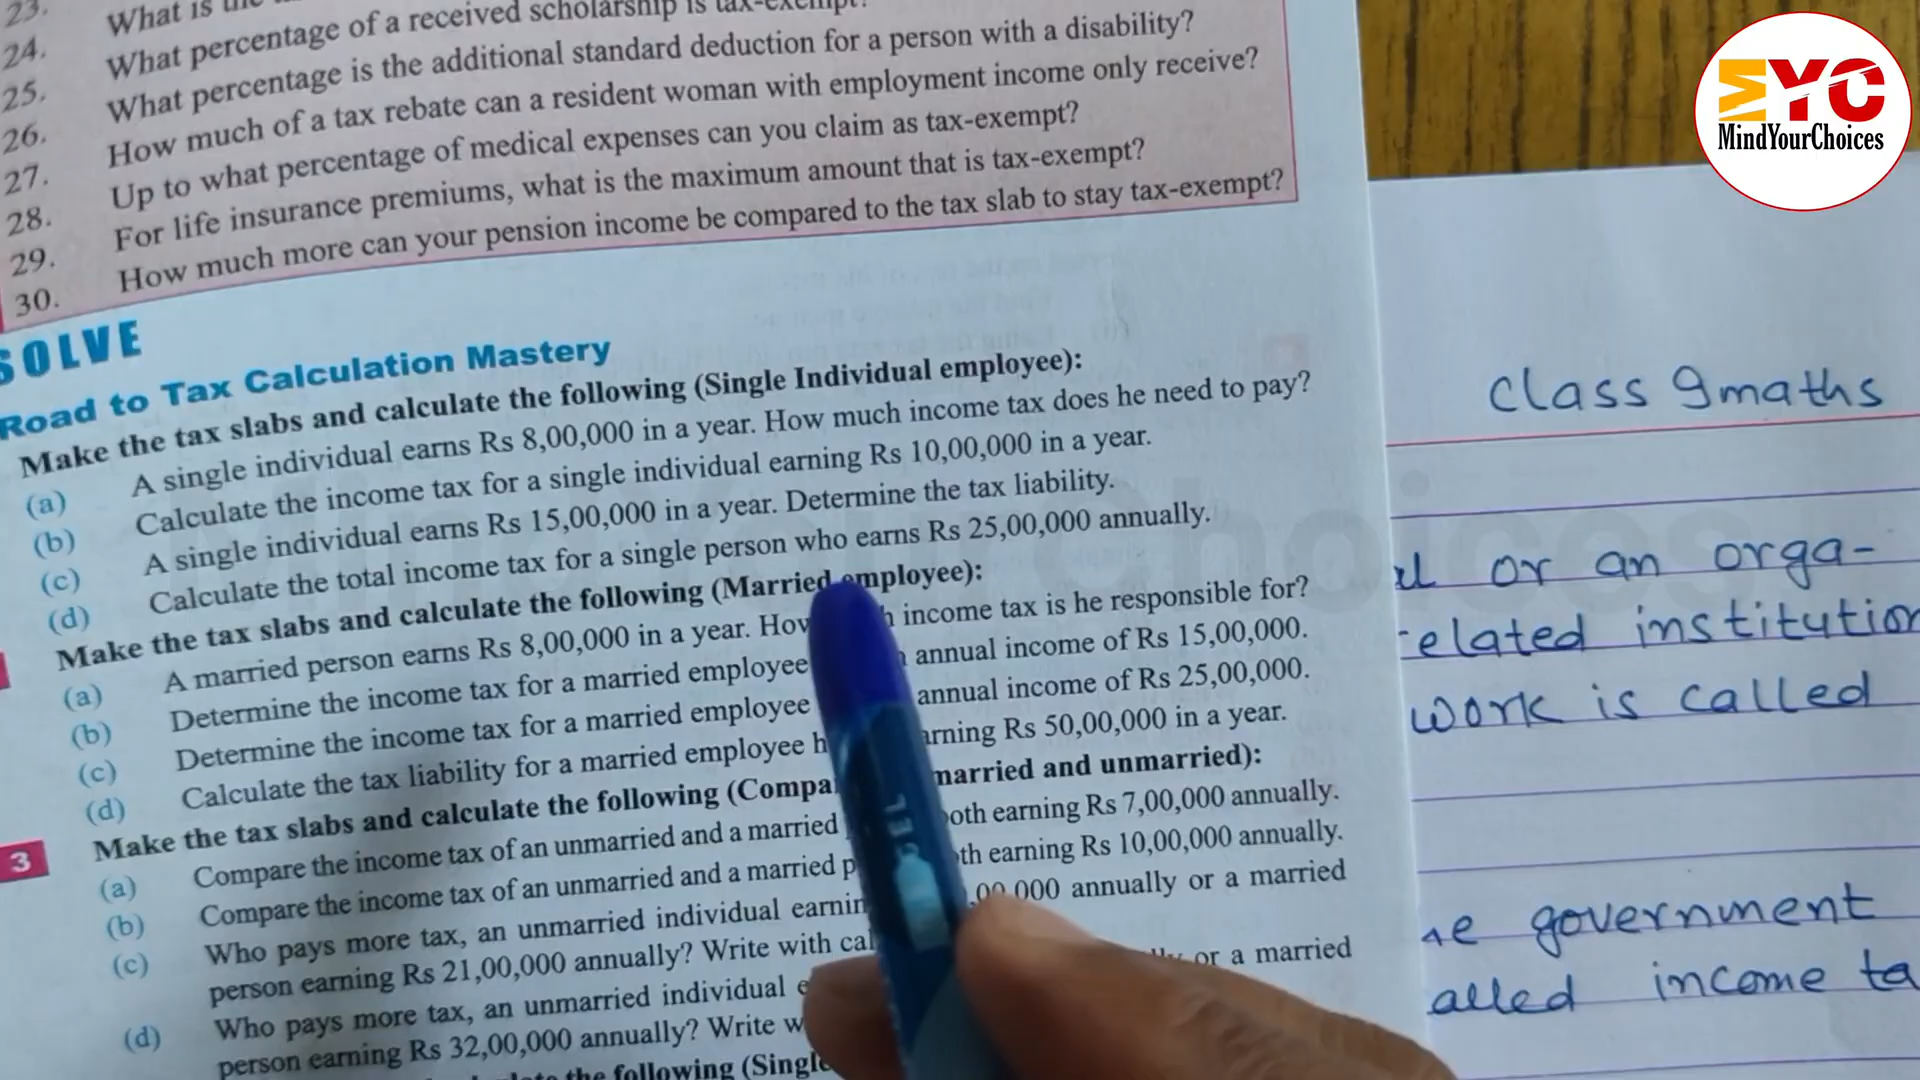 23. What is the
24. What percentage of a received scholarship is tax-exempt?
25. What percentage is the additional standard deduction for a person with a disability?
26. How much of a tax rebate can a resident woman with employment income only receive?
27. Up to what percentage of medical expenses can you claim as tax-exempt?
28. For life insurance premiums, what is the maximum amount that is tax-exempt?
29. How much more can your pension income be compared to the tax slab to stay tax-exempt?
30.
SOLVE
Road to Tax Calculation Mastery
Make the tax slabs and calculate the following (Single Individual employee):
(a) A single individual earns Rs 8,00,000 in a year. How much income tax does he need to pay?
(b) Calculate the income tax for a single individual earning Rs 10,00,000 in a year.
(c) A single individual earns Rs 15,00,000 in a year. Determine the tax liability.
(d) Calculate the total income tax for a single person who earns Rs 25,00,000 annually.
Make the tax slabs and calculate the following (Married employee):
(a) A married person earns Rs 8,00,000 in a year. How income tax is he responsible for?
(b) Determine the income tax for a married employee annual income of Rs 15,00,000.
(c) Determine the income tax for a married employee annual income of Rs 25,00,000.
(d) Calculate the tax liability for a married employee h rning Rs 50,00,000 in a year.
3 Make the tax slabs and calculate the following (Compa married and unmarried):
(a) Compare the income tax of an unmarried and a married oth earning Rs 7,00,000 annually.
(b) Compare the income tax of an unmarried and a married p th earning Rs 10,00,000 annually.
(c) Who pays more tax, an unmarried individual earnin ,00,000 annually or a married
person earning Rs 21,00,000 annually? Write with cal
(d) Who pays more tax, an unmarried individual e or a married
person earning Rs 32,00,000 annually? Write w
the following (Single
CELL
class 9 maths
al or an orga-
related institution
work is called
government
called income ta
MYC
MindYourChoices
MindYourChoices